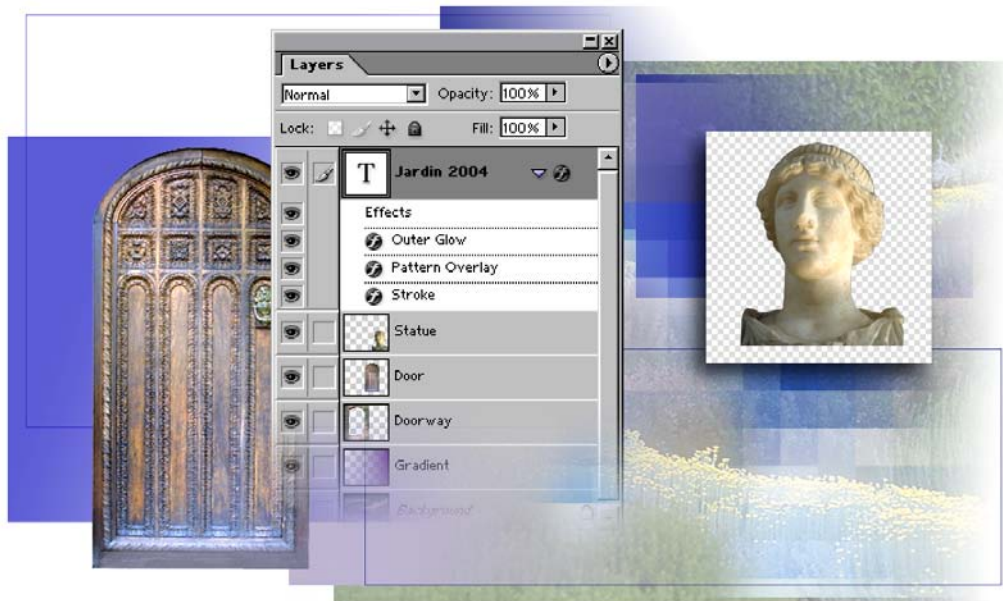 Layers
Normal Opacity: 100%
Lock: Fill: 100%
T Jardin 2004
Effects
Outer Glow
Pattern Overlay
Stroke
Statue
Door
Doorway
Gradient
Background